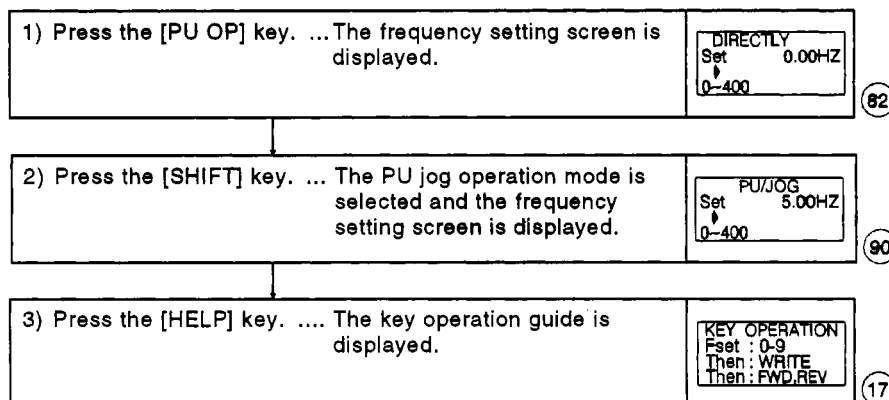 1) Press the [PU OP] key. ... The frequency setting screen is
displayed.
DIRECTLY
Set 0.00HZ
0~400
82
2) Press the [SHIFT] key. ... The PU jog operation mode is
selected and the frequency
setting screen is displayed.
PU/JOG
Set 5.00HZ
0~400
90
3) Press the [HELP] key. .... The key operation guide is
displayed.
KEY OPERATION
Fset : 0-9
Then : WRITE
Then : FWD,REV
17